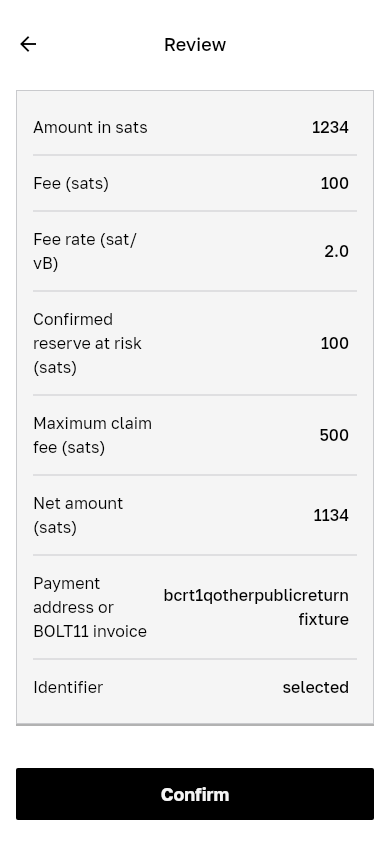 Review
Amount in sats
1234
Fee (sats)
100
Fee rate (sat/
vB)
2.0
Confirmed
reserve at risk
(sats)
100
Maximum claim
fee (sats)
500
Net amount
(sats)
1134
Payment
address or
BOLT11 invoice
bcrt1qotherpublicreturn
fixture
Identifier
selected
Confirm